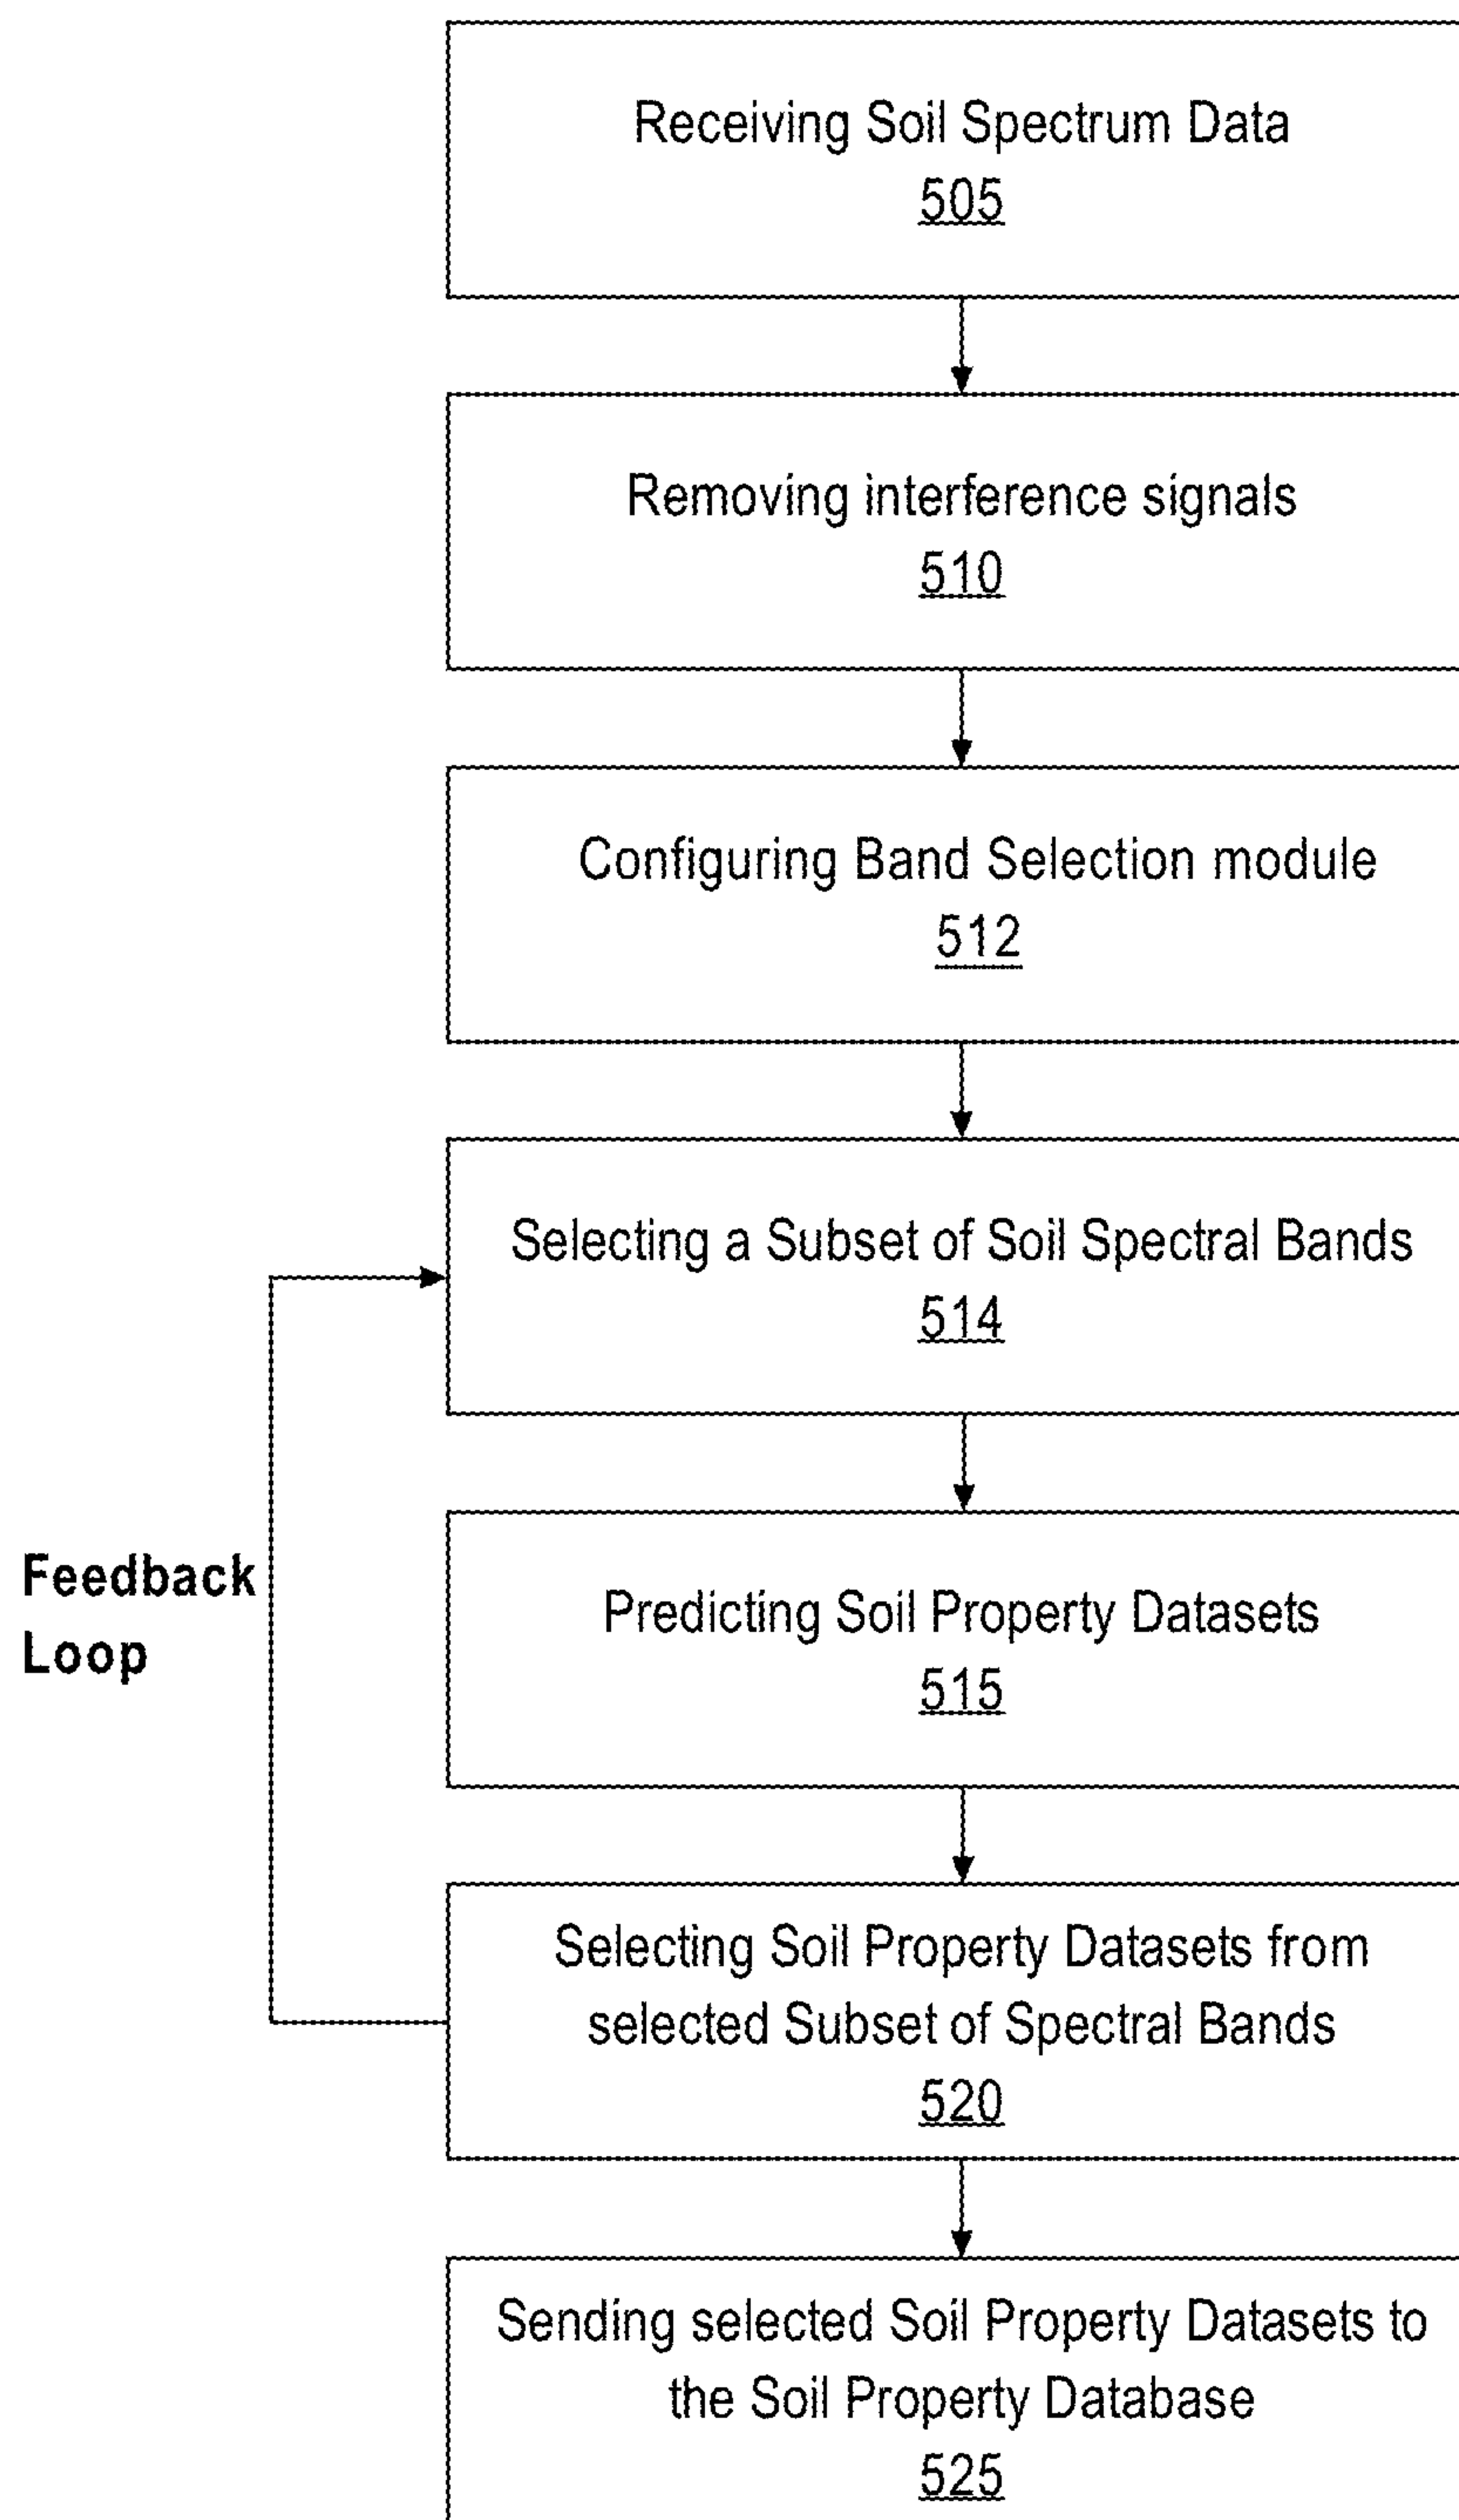 Receiving Soil Spectrum Data
505
Removing interference signals
510
Configuring Band Selection module
512
Selecting a Subset of Soil Spectral Bands
514
Feedback
Loop
Predicting Soil Property Datasets
515
Selecting Soil Property Datasets from
selected Subset of Spectral Bands
520
Sending selected Soil Property Datasets to
the Soil Property Database
525